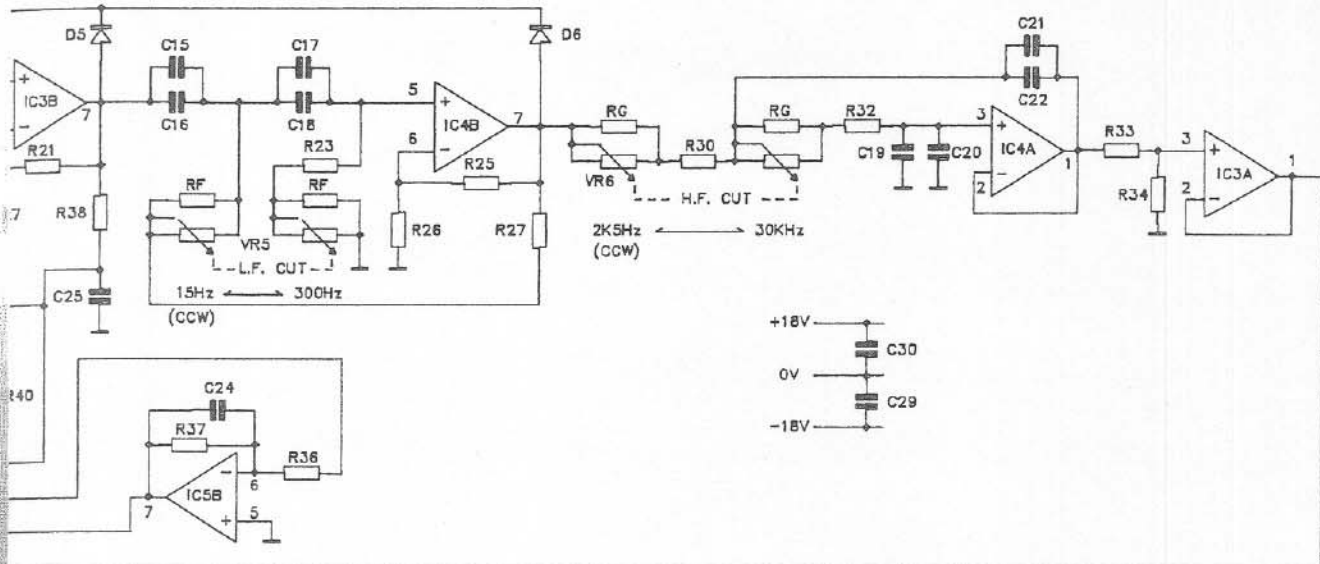 D5
C15
C17
D6
C21
IC3B
+
−
7
C16
C18
5
+
IC4B
7
6
−
RG
RG
R32
C22
3
+
IC4A
1
−
2
R33
3
+
IC3A
1
−
2
R21
R23
R25
R30
C19
C20
VR6
H.F. CUT
R34
RF
RF
R38
R26
R27
2K5Hz
30KHz
(CCW)
VR5
L.F. CUT
C25
15Hz
300Hz
(CCW)
+18V
C30
0V
C29
−18V
R40
C24
R37
R36
−
6
IC5B
7
+
5